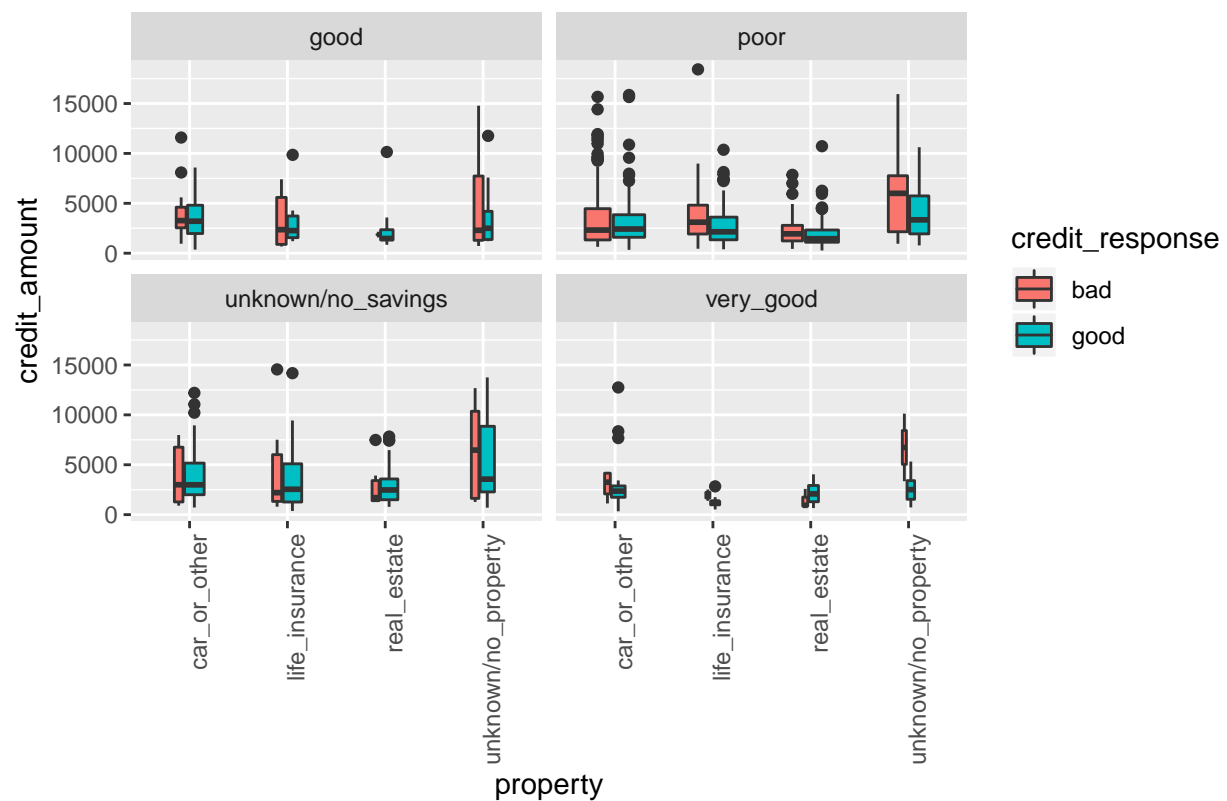 good
poor
15000
10000
5000
0
unknown/no_savings
very_good
15000
10000
5000
0
credit_amount
car_or_other
life_insurance
real_estate
unknown/no_property
car_or_other
life_insurance
real_estate
unknown/no_property
property
credit_response
bad
good